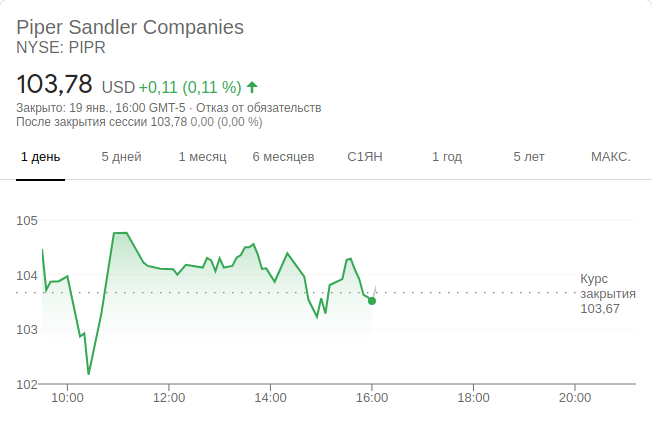 Piper Sandler Companies
NYSE: PIPR
103,78 USD +0,11 (0,11 %)
Закрыто: 19 янв., 16:00 GMT-5 · Отказ от обязательств
После закрытия сессии 103,78 0,00 (0,00 %)
1 день 5 дней 1 месяц 6 месяцев С1ЯН 1 год 5 лет МАКС.
105
104
Курс
закрытия
103,67
103
102
10:00 12:00 14:00 16:00 18:00 20:00